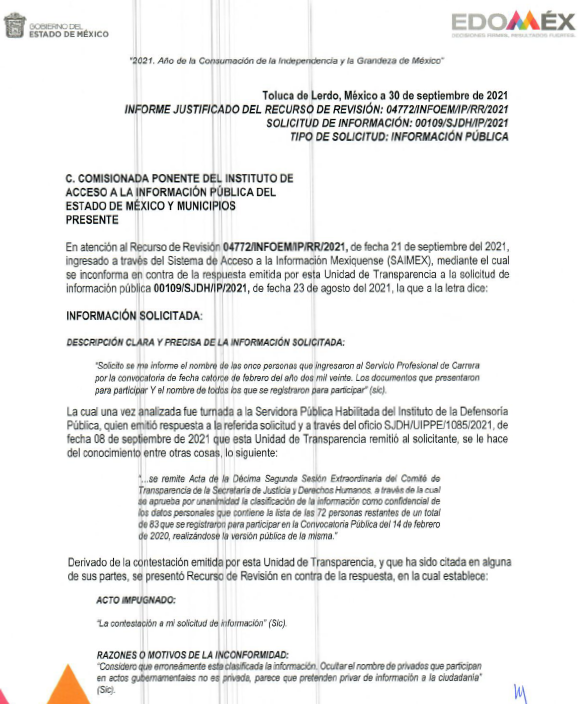 GOBIERNO DEL
ESTADO DE MÉXICO
EDOMÉX
DECISIONES FIRMES, RESULTADOS FUERTES.
"2021. Año de la Consumación de la Independencia y la Grandeza de México"
Toluca de Lerdo, México a 30 de septiembre de 2021
INFORME JUSTIFICADO DEL RECURSO DE REVISIÓN: 04772/INFOEM/IP/RR/2021
SOLICITUD DE INFORMACIÓN: 00109/SJDH/IP/2021
TIPO DE SOLICITUD: INFORMACIÓN PÚBLICA
C. COMISIONADA PONENTE DEL INSTITUTO DE
ACCESO A LA INFORMACIÓN PÚBLICA DEL
ESTADO DE MÉXICO Y MUNICIPIOS
PRESENTE
En atención al Recurso de Revisión 04772/INFOEM/IP/RR/2021, de fecha 21 de septiembre del 2021,
ingresado a través del Sistema de Acceso a la Información Mexiquense (SAIMEX), mediante el cual
se inconforma en contra de la respuesta emitida por esta Unidad de Transparencia a la solicitud de
información pública 00109/SJDH/IP/2021, de fecha 23 de agosto del 2021, la que a la letra dice:
INFORMACIÓN SOLICITADA:
DESCRIPCIÓN CLARA Y PRECISA DE LA INFORMACIÓN SOLICITADA:
"Solicito se me informe el nombre de las once personas que ingresaron al Servicio Profesional de Carrera
por la convocatoria de fecha catorce de febrero del año dos mil veinte. Los documentos que presentaron
para participar Y el nombre de todos los que se registraron para participar" (sic).
La cual una vez analizada fue turnada a la Servidora Pública Habilitada del Instituto de la Defensoría
Pública, quien emitió respuesta a la referida solicitud y a través del oficio SJDH/UIPPE/1085/2021, de
fecha 08 de septiembre de 2021 que esta Unidad de Transparencia remitió al solicitante, se le hace
del conocimiento entre otras cosas, lo siguiente:
"...se remite Acta de la Décima Segunda Sesión Extraordinaria del Comité de
Transparencia de la Secretaría de Justicia y Derechos Humanos, a través de la cual
se aprueba por unanimidad la clasificación de la información como confidencial de
los datos personales que contiene la lista de las 72 personas restantes de un total
de 83 que se registraron para participar en la Convocatoria Pública del 14 de febrero
de 2020, realizándose la versión pública de la misma."
Derivado de la contestación emitida por esta Unidad de Transparencia, y que ha sido citada en alguna
de sus partes, se presentó Recurso de Revisión en contra de la respuesta, en la cual establece:
ACTO IMPUGNADO:
"La contestación a mi solicitud de información" (Sic).
RAZONES O MOTIVOS DE LA INCONFORMIDAD:
"Considero que erroneámente esta clasificada la información. Ocultar el nombre de privados que participan
en actos gubernamentales no es privada, parece que pretenden privar de información a la ciudadanía"
(Sic).